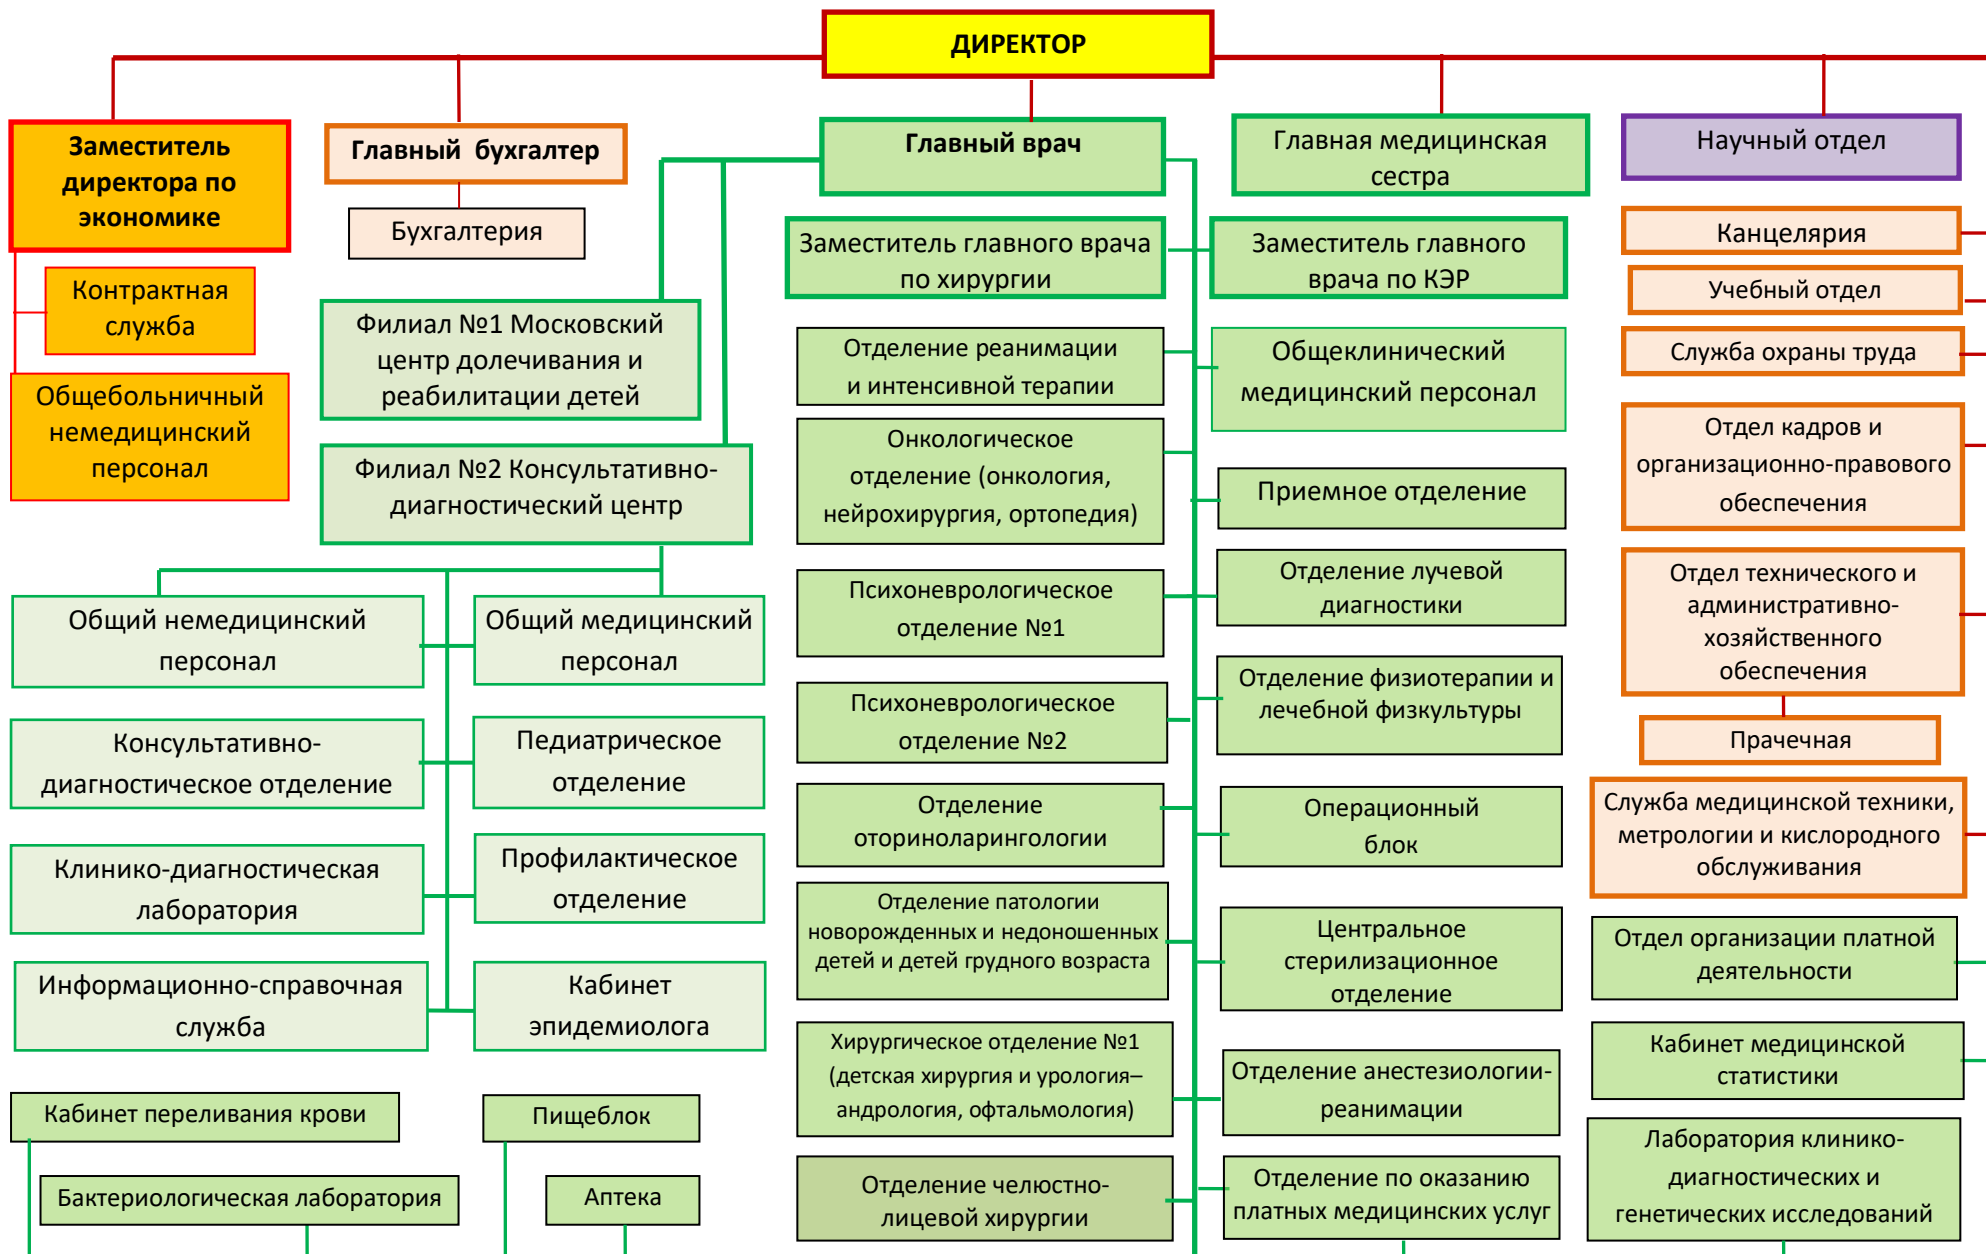 ДИРЕКТОР
Заместитель
директора по
экономике
Главный бухгалтер
Главный врач
Главная медицинская
сестра
Научный отдел
Бухгалтерия
Контрактная
служба
Общебольничный
немедицинский
персонал
Филиал №1 Московский
центр долечивания и
реабилитации детей
Филиал №2 Консультативно-
диагностический центр
Общий немедицинский
персонал
Общий медицинский
персонал
Консультативно-
диагностическое отделение
Педиатрическое
отделение
Клинико-диагностическая
лаборатория
Профилактическое
отделение
Информационно-справочная
служба
Кабинет
эпидемиолога
Кабинет переливания крови
Пищеблок
Бактериологическая лаборатория
Аптека
Заместитель главного врача
по хирургии
Заместитель главного
врача по КЭР
Отделение реанимации
и интенсивной терапии
Общеклинический
медицинский персонал
Онкологическое
отделение (онкология,
нейрохирургия, ортопедия)
Приемное отделение
Психоневрологическое
отделение №1
Отделение лучевой
диагностики
Психоневрологическое
отделение №2
Отделение физиотерапии и
лечебной физкультуры
Отделение
оториноларингологии
Операционный
блок
Отделение патологии
новорожденных и недоношенных
детей и детей грудного возраста
Центральное
стерилизационное
отделение
Хирургическое отделение №1
(детская хирургия и урология–
андрология, офтальмология)
Отделение анестезиологии-
реанимации
Отделение челюстно-
лицевой хирургии
Отделение по оказанию
платных медицинских услуг
Канцелярия
Учебный отдел
Служба охраны труда
Отдел кадров и
организационно-правового
обеспечения
Отдел технического и
административно-
хозяйственного
обеспечения
Прачечная
Служба медицинской техники,
метрологии и кислородного
обслуживания
Отдел организации платной
деятельности
Кабинет медицинской
статистики
Лаборатория клинико-
диагностических и
генетических исследований